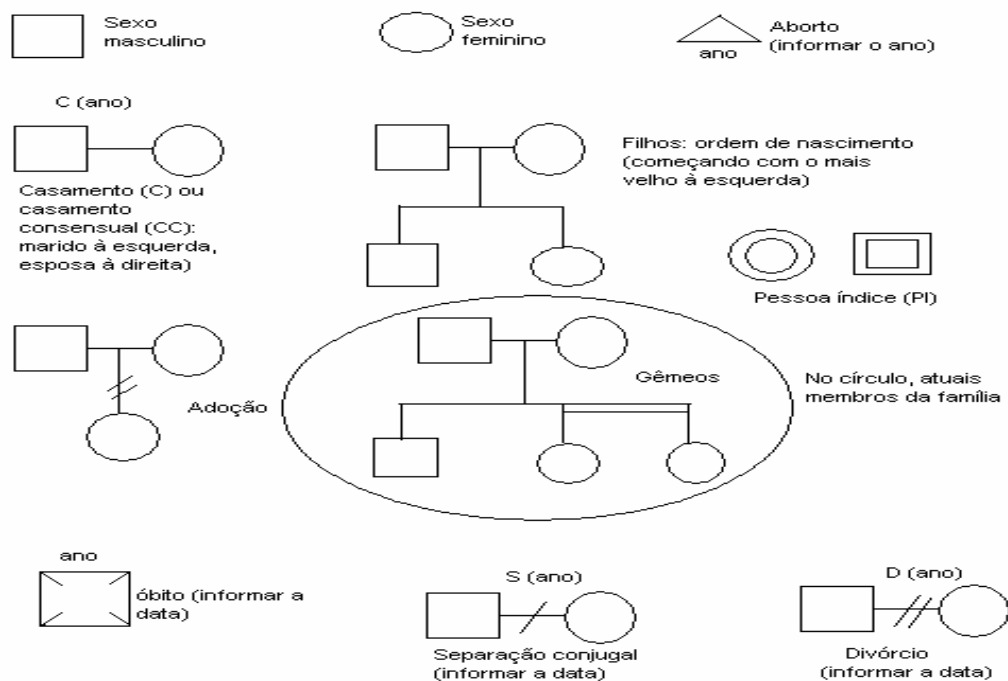 Sexo
masculino
Sexo
feminino
Aborto
(informar o ano)
ano
C (ano)
Casamento (C) ou
casamento
consensual (CC):
marido à esquerda,
esposa à direita)
Filhos: ordem de nascimento
(começando com o mais
velho à esquerda)
Pessoa índice (PI)
Adoção
Gêmeos
No círculo, atuais
membros da família
ano
óbito (informar a
data)
S (ano)
Separação conjugal
(informar a data)
D (ano)
Divórcio
(informar a data)